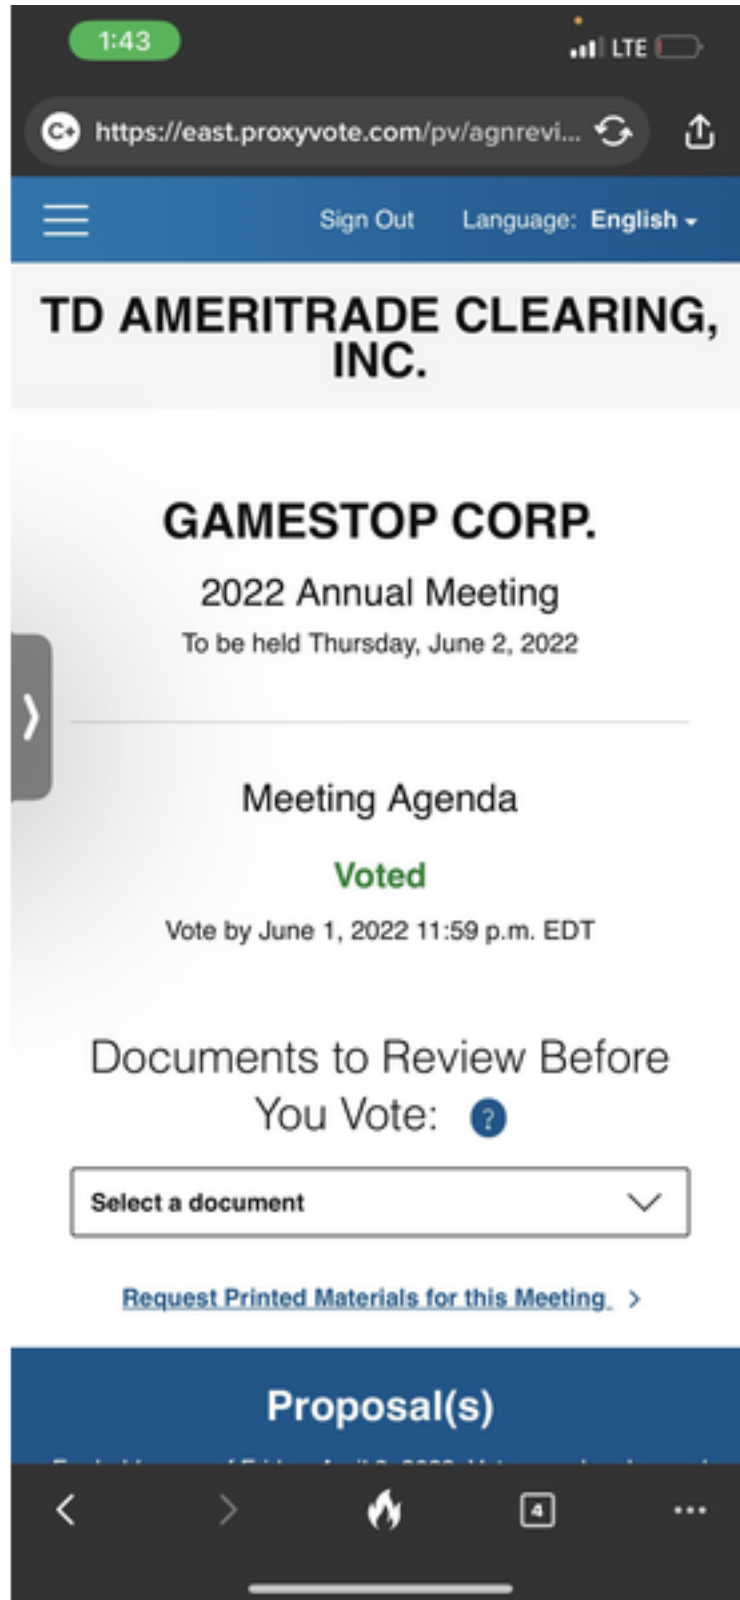 1:43
LTE
C+ https://east.proxyvote.com/pv/agnrevi...
Sign Out Language: English
TD AMERITRADE CLEARING,
INC.
GAMESTOP CORP.
2022 Annual Meeting
To be held Thursday, June 2, 2022
Meeting Agenda
Voted
Vote by June 1, 2022 11:59 p.m. EDT
Documents to Review Before
You Vote: ?
Select a document
Request Printed Materials for this Meeting >
Proposal(s)
4